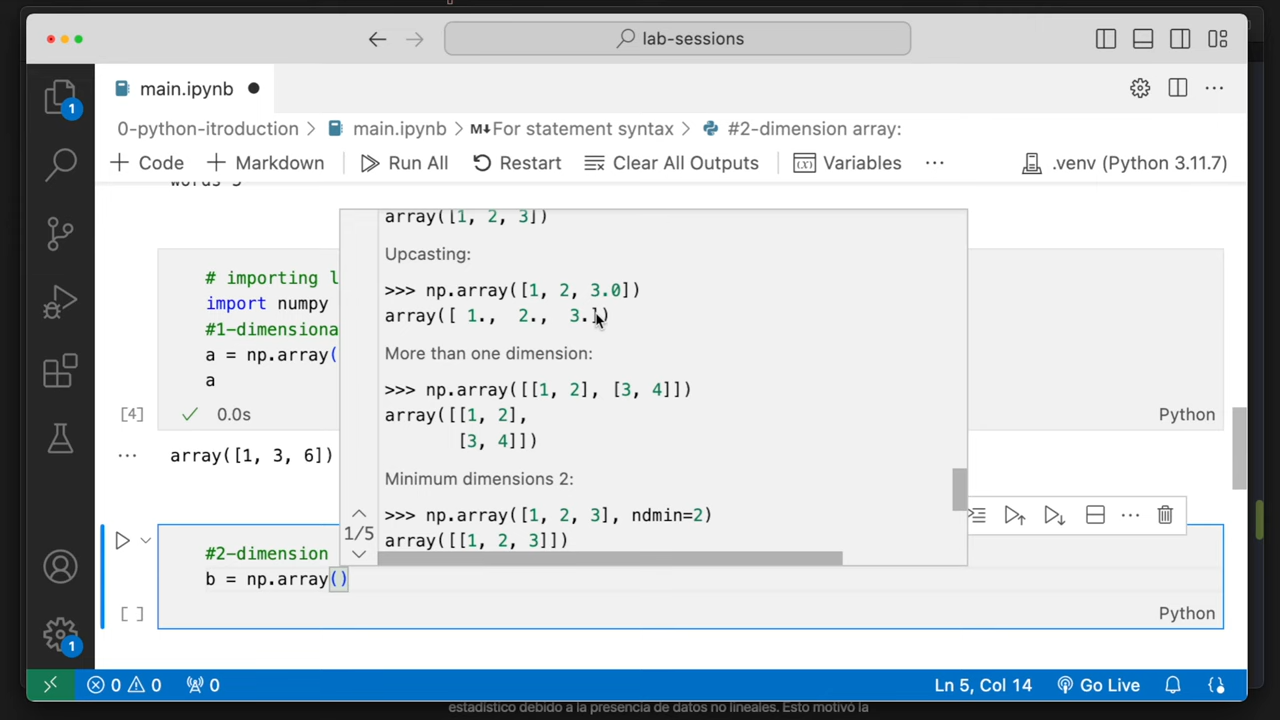 lab-sessions
main.ipynb
0-python-itroduction > main.ipynb > M↓For statement syntax > #2-dimension array:
+ Code + Markdown Run All Restart Clear All Outputs Variables ... .venv (Python 3.11.7)
words 5
array([1, 2, 3])
Upcasting:
>>> np.array([1, 2, 3.0])
array([ 1., 2., 3.])
More than one dimension:
>>> np.array([[1, 2], [3, 4]])
array([[1, 2],
[3, 4]])
Minimum dimensions 2:
>>> np.array([1, 2, 3], ndmin=2)
array([[1, 2, 3]])
1/5
# importing l
import numpy
#1-dimensiona
a = np.array(
a
[4] 0.0s Python
... array([1, 3, 6])
#2-dimension
b = np.array()
[ ] Python
1
1
0 0 0 Ln 5, Col 14 Go Live
estadístico debido a la presencia de datos no lineales. Esto motivó la